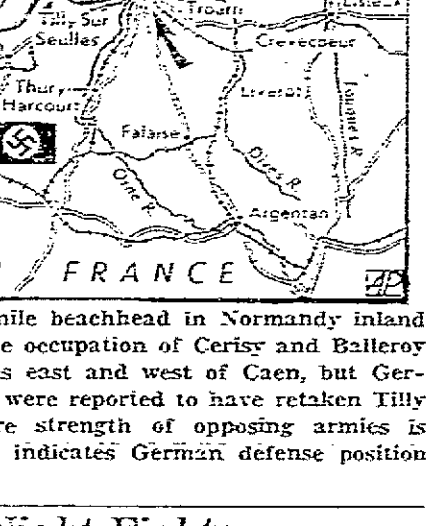 Tilly Sur
Seulles
Troarn
Lisieux
Crevecoeur
Thury-
Harcourt
Livarot
Touques R.
Falaise
Dives R.
Orne R.
Argentan
FRANCE
AP
mile beachhead in Normandy inland
e occupation of Cerisy and Balleroy
s east and west of Caen, but Ger-
were reported to have retaken Tilly
re strength of opposing armies is
indicates German defense position